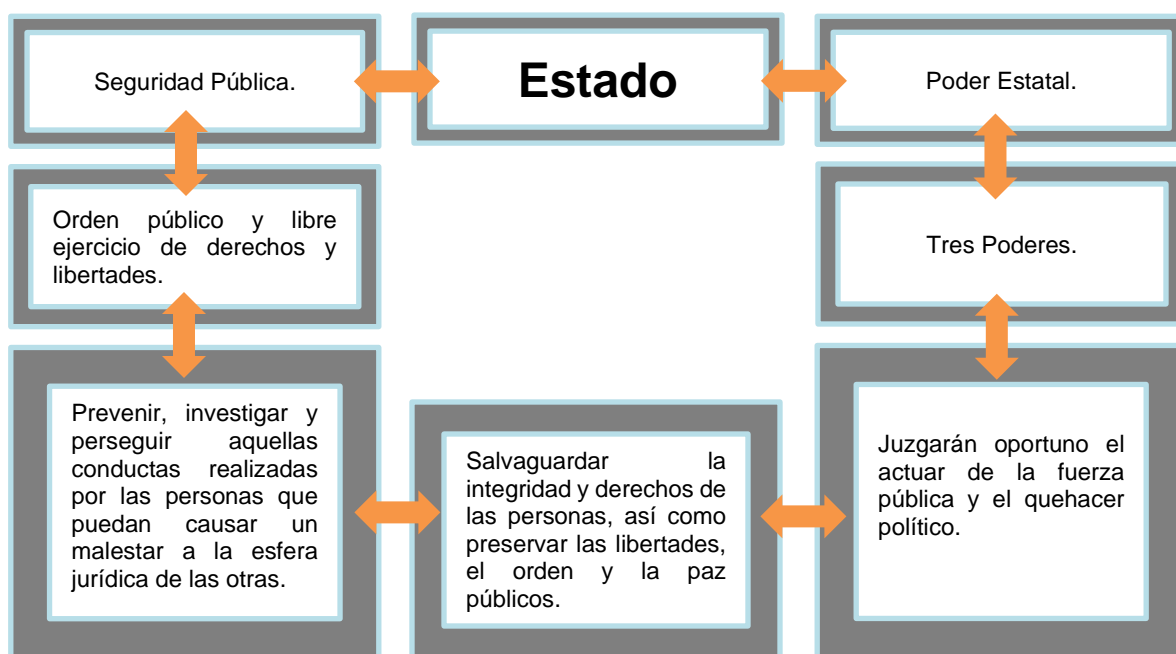 Seguridad Pública.
Estado
Poder Estatal.
Orden público y libre
ejercicio de derechos y
libertades.
Tres Poderes.
Prevenir, investigar y
perseguir aquellas
conductas realizadas
por las personas que
puedan causar un
malestar a la esfera
jurídica de las otras.
Salvaguardar la
integridad y derechos de
las personas, así como
preservar las libertades,
el orden y la paz
públicos.
Juzgarán oportuno el
actuar de la fuerza
pública y el quehacer
político.